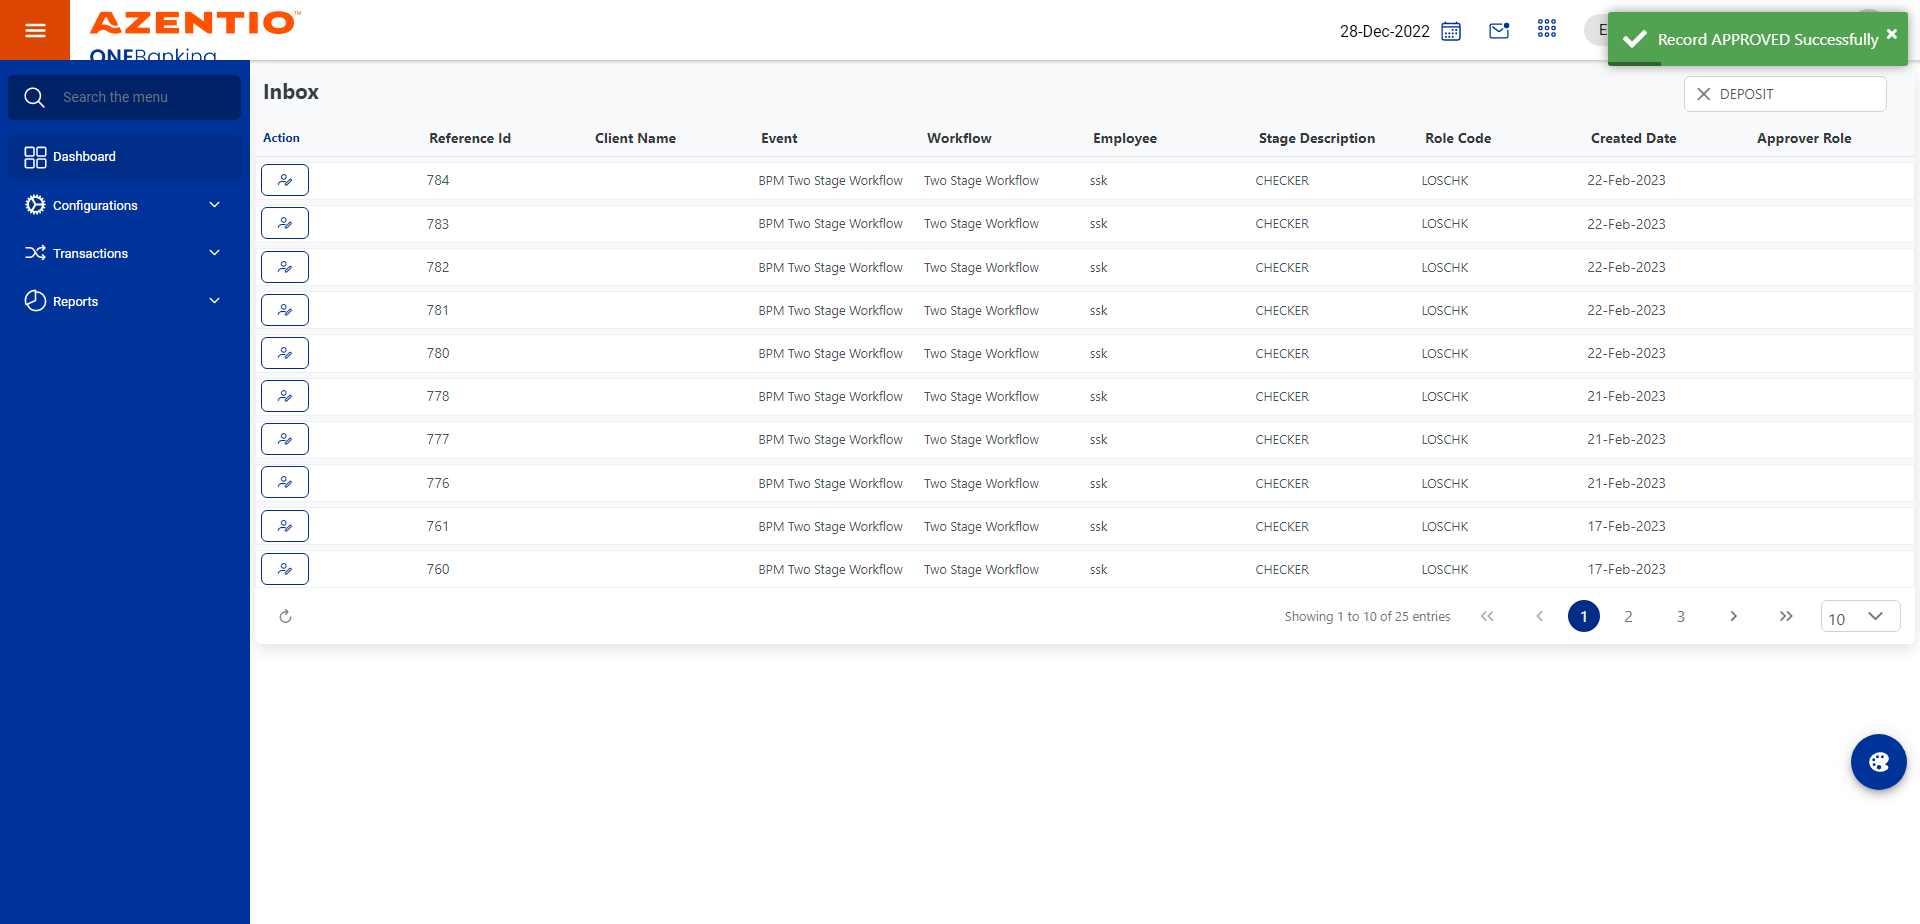 AZENTIO™
ONEBanking
28-Dec-2022
E
Record APPROVED Successfully
Search the menu
Dashboard
Configurations
Transactions
Reports
Inbox
DEPOSIT
Action Reference Id Client Name Event Workflow Employee Stage Description Role Code Created Date Approver Role
784 BPM Two Stage Workflow Two Stage Workflow ssk CHECKER LOSCHK 22-Feb-2023
783 BPM Two Stage Workflow Two Stage Workflow ssk CHECKER LOSCHK 22-Feb-2023
782 BPM Two Stage Workflow Two Stage Workflow ssk CHECKER LOSCHK 22-Feb-2023
781 BPM Two Stage Workflow Two Stage Workflow ssk CHECKER LOSCHK 22-Feb-2023
780 BPM Two Stage Workflow Two Stage Workflow ssk CHECKER LOSCHK 22-Feb-2023
778 BPM Two Stage Workflow Two Stage Workflow ssk CHECKER LOSCHK 21-Feb-2023
777 BPM Two Stage Workflow Two Stage Workflow ssk CHECKER LOSCHK 21-Feb-2023
776 BPM Two Stage Workflow Two Stage Workflow ssk CHECKER LOSCHK 21-Feb-2023
761 BPM Two Stage Workflow Two Stage Workflow ssk CHECKER LOSCHK 17-Feb-2023
760 BPM Two Stage Workflow Two Stage Workflow ssk CHECKER LOSCHK 17-Feb-2023
Showing 1 to 10 of 25 entries 1 2 3 10